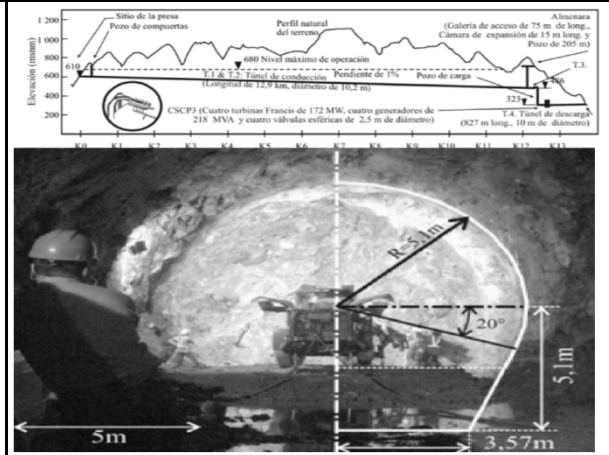 1 200
1 000
800
600
400
200
Elevación (msnm)
Sitio de la presa
Pozo de compuertas
610
Perfil natural
del terreno
680 Nivel máximo de operación
T.1 & T.2: Túnel de conducción
(Longitud de 12,9 km, diámetro de 10,2 m)
Pendiente de 1%
Almenara
(Galería de acceso de 75 m de long.,
Cámara de expansión de 15 m long. y
Pozo de 205 m)
T.3.
Pozo de carga
323
CSCP3 (Cuatro turbinas Francis de 172 MW, cuatro generadores de
218 MVA y cuatro válvulas esféricas de 2,5 m de diámetro)
T.4. Túnel de descarga
(827 m long., 10 m de diámetro)
K0 K1 K2 K3 K4 K5 K6 K7 K8 K9 K10 K11 K12 K13
R=5,1m
20°
5,1m
5m
3,57m